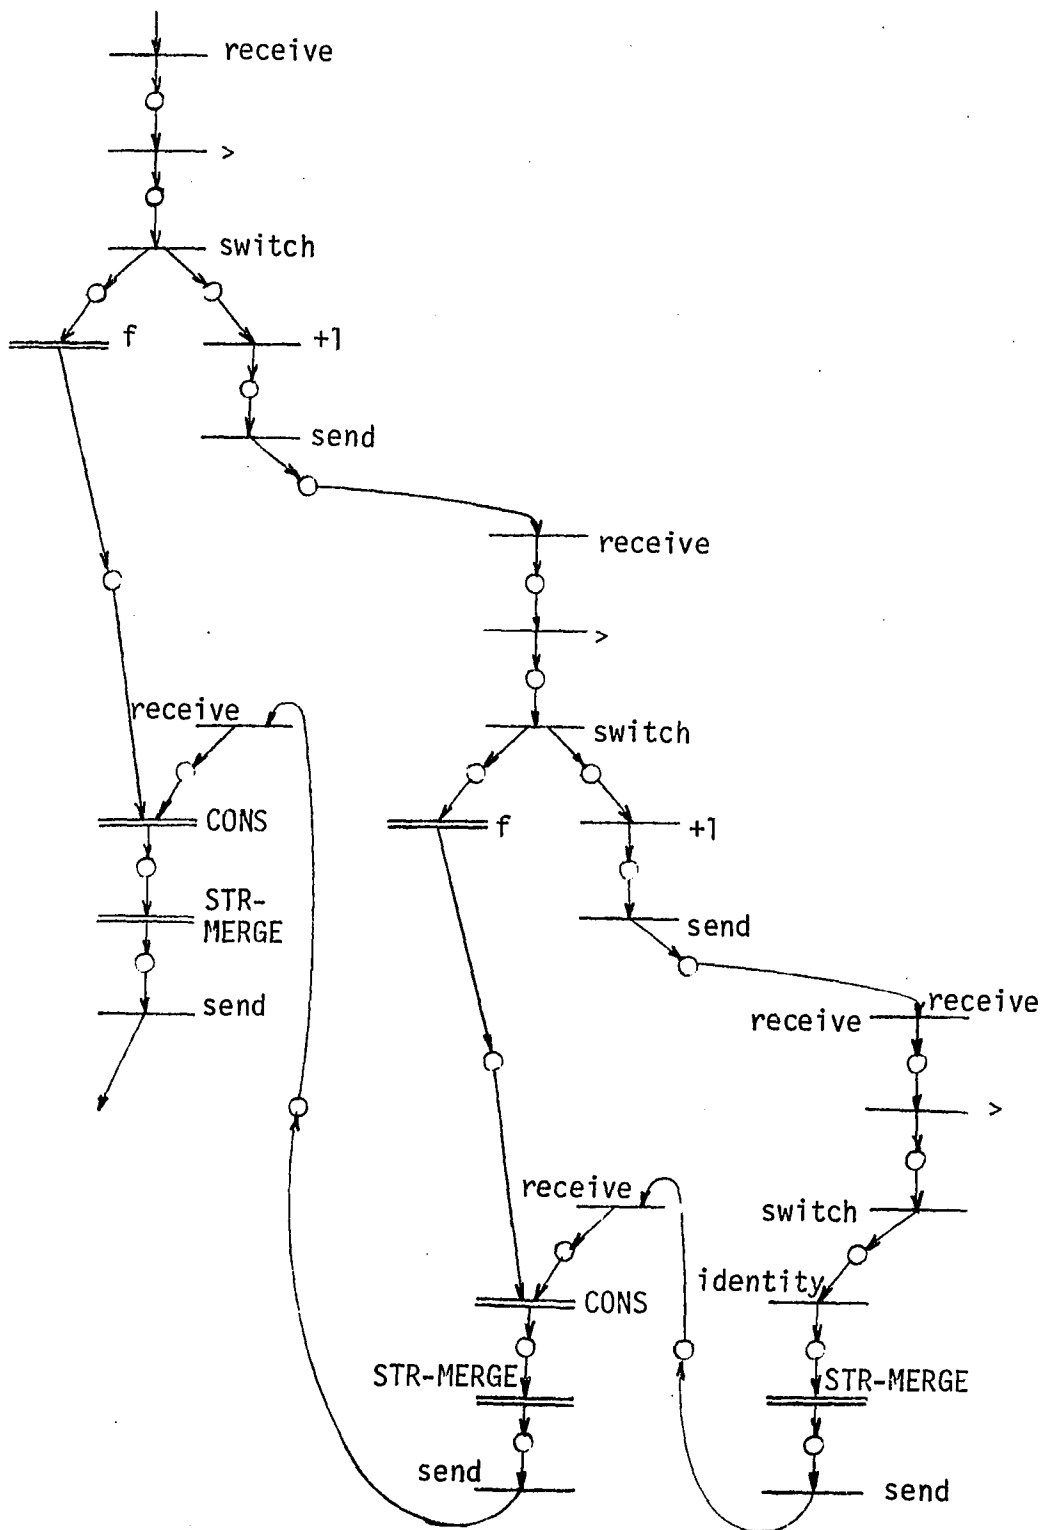 receive
>
switch
f
+1
send
receive
>
receive
switch
CONS
f
+1
STR-
MERGE
send
send
receive
receive
>
receive
switch
identity
CONS
STR-MERGE
STR-MERGE
send
send